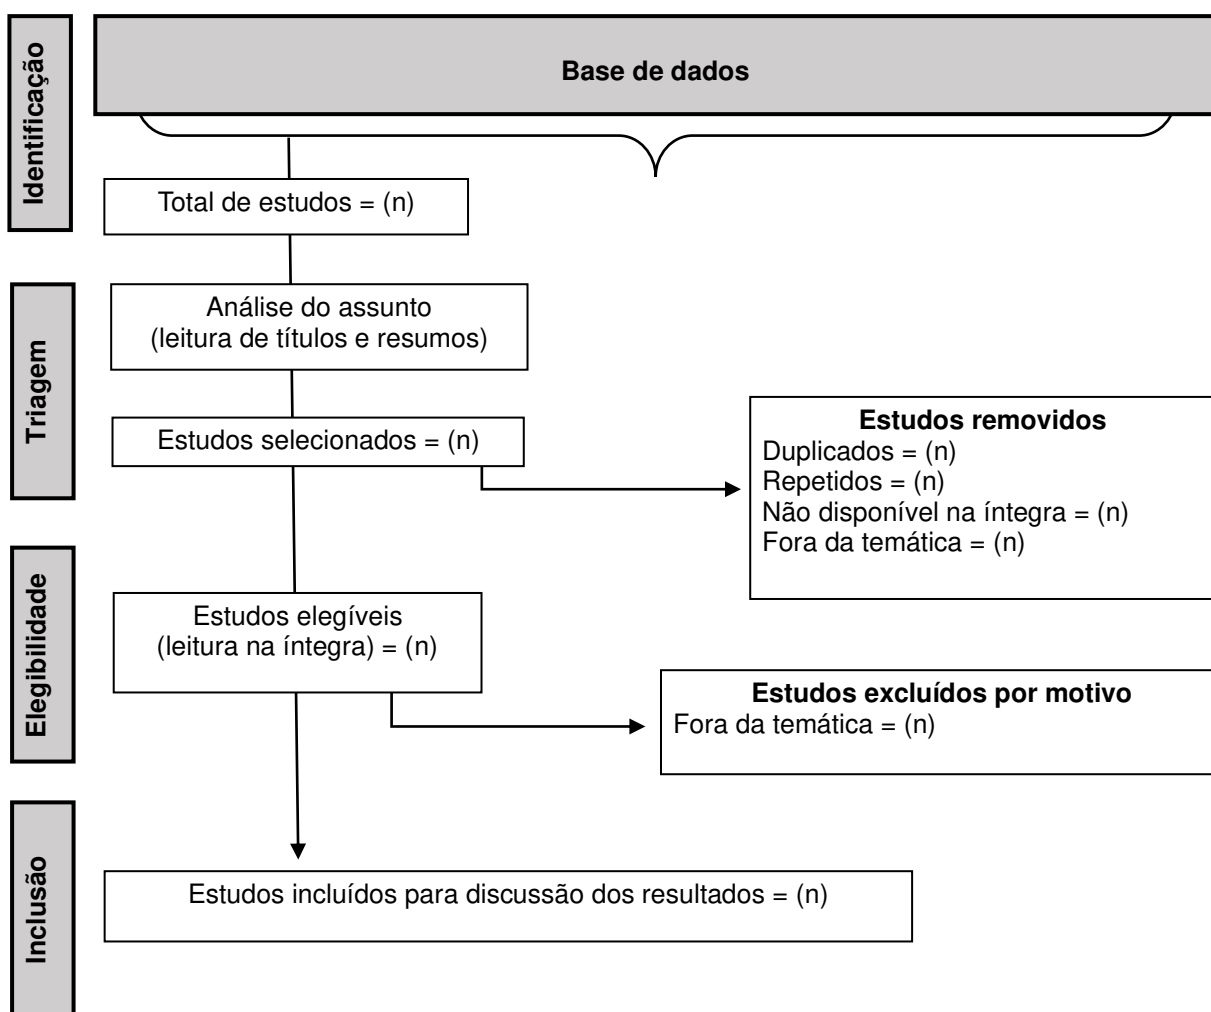 Identificação
Base de dados
Total de estudos = (n)
Triagem
Análise do assunto
(leitura de títulos e resumos)
Estudos selecionados = (n)
Estudos removidos
Duplicados = (n)
Repetidos = (n)
Não disponível na íntegra = (n)
Fora da temática = (n)
Elegibilidade
Estudos elegíveis
(leitura na íntegra) = (n)
Estudos excluídos por motivo
Fora da temática = (n)
Inclusão
Estudos incluídos para discussão dos resultados = (n)